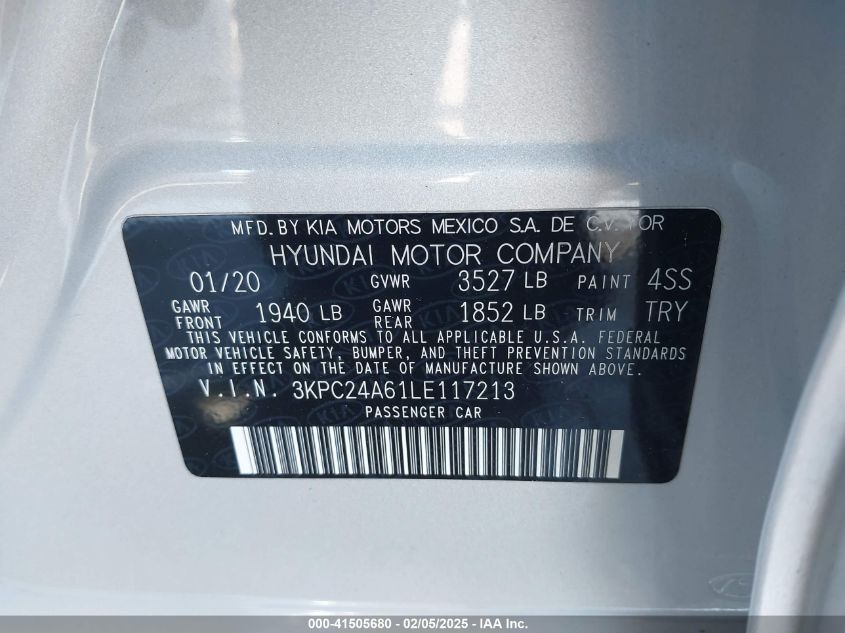 MFD. BY KIA MOTORS MEXICO S.A. DE C.V. FOR
HYUNDAI MOTOR COMPANY
01/20 GVWR 3527 LB PAINT 4SS
GAWR FRONT 1940 LB GAWR REAR 1852 LB TRIM TRY
THIS VEHICLE CONFORMS TO ALL APPLICABLE U.S.A. FEDERAL
MOTOR VEHICLE SAFETY, BUMPER, AND THEFT PREVENTION STANDARDS
IN EFFECT ON THE DATE OF MANUFACTURE SHOWN ABOVE.
V.I.N. 3KPC24A61LE117213
PASSENGER CAR
000-41505680 - 02/05/2025 - IAA Inc.